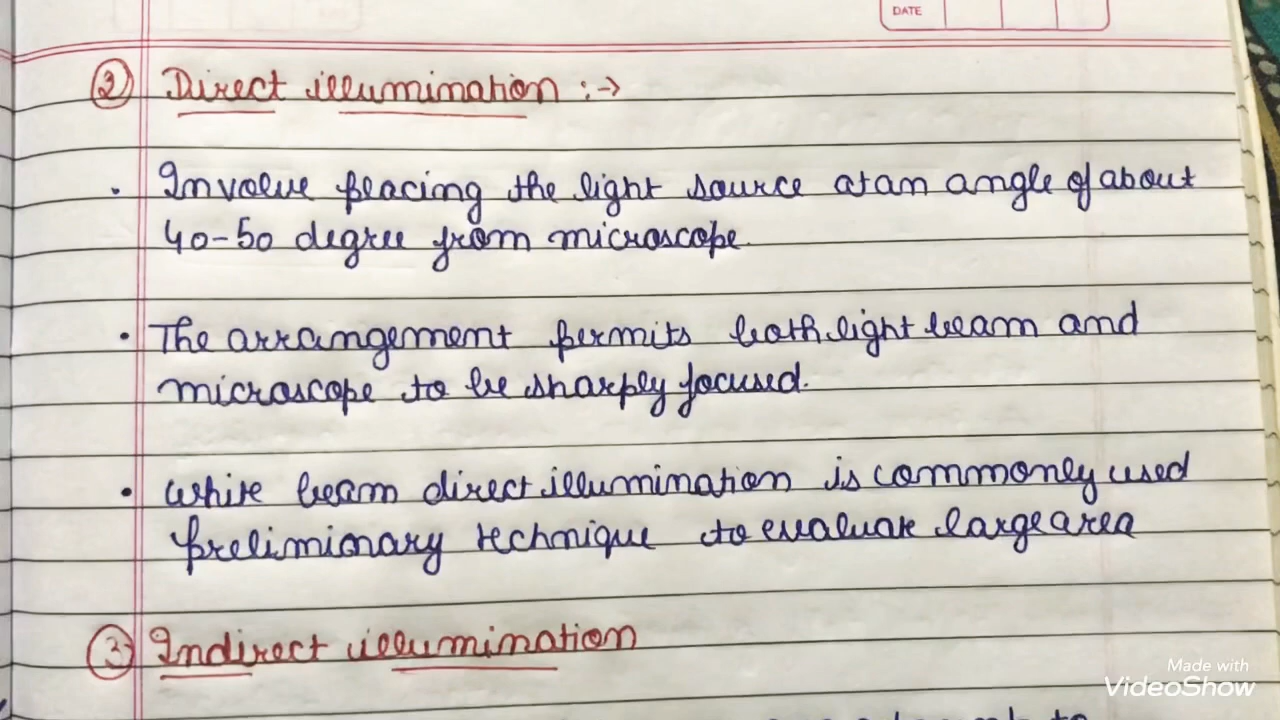 DATE
② Direct illumination :→
• Involve placing the light source at an angle of about
40-50 degree from microscope.
• The arrangement permits both light beam and
microscope to be sharply focused.
• White beam direct illumination is commonly used
preliminary technique to evaluate large area
③ Indirect illumination
to
Made with
VideoShow